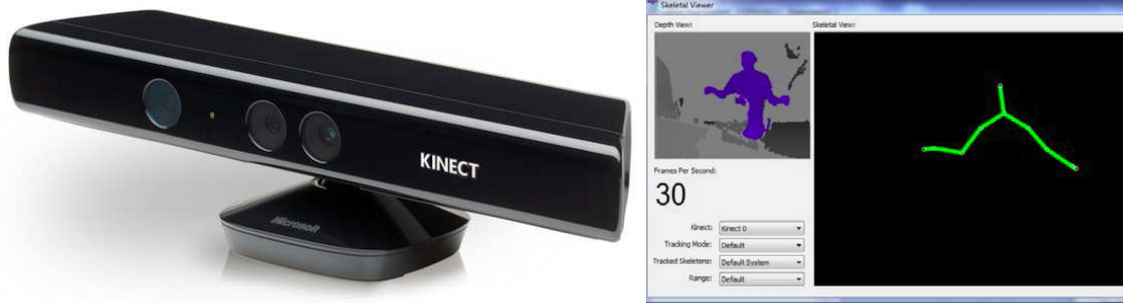 KINECT
Microsoft
Skeletal Viewer
Depth View:
Skeletal View:
Frames Per Second:
30
Kinect: Kinect 0
Tracking Mode: Default
Tracked Skeletons: Default System
Range: Default